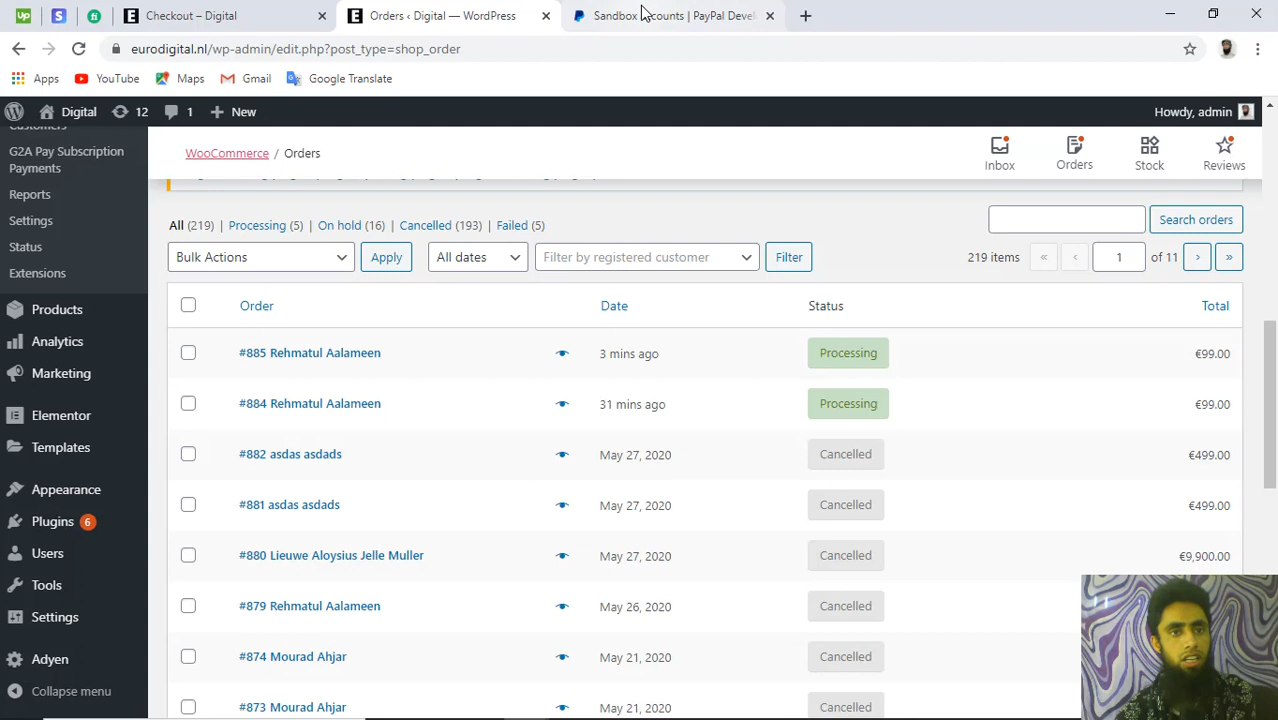 Up S fi E Checkout – Digital × E Orders ‹ Digital — WordPress × Sandbox Accounts | PayPal Devel ×
eurodigital.nl/wp-admin/edit.php?post_type=shop_order
Apps YouTube Maps Gmail Google Translate
Digital 12 1 New Howdy, admin
Customers
G2A Pay Subscription
Payments
Reports
Settings
Status
Extensions
Products
Analytics
Marketing
Elementor
Templates
Appearance
Plugins 6
Users
Tools
Settings
Adyen
Collapse menu
WooCommerce / Orders
Inbox Orders Stock Reviews
All (219) | Processing (5) | On hold (16) | Cancelled (193) | Failed (5)
Search orders
Bulk Actions Apply All dates Filter by registered customer Filter 219 items « ‹ 1 of 11 › »
Order Date Status Total
#885 Rehmatul Aalameen 3 mins ago Processing €99.00
#884 Rehmatul Aalameen 31 mins ago Processing €99.00
#882 asdas asdads May 27, 2020 Cancelled €499.00
#881 asdas asdads May 27, 2020 Cancelled €499.00
#880 Lieuwe Aloysius Jelle Muller May 27, 2020 Cancelled €9,900.00
#879 Rehmatul Aalameen May 26, 2020 Cancelled
#874 Mourad Ahjar May 21, 2020 Cancelled
#873 Mourad Ahjar May 21, 2020 Cancelled